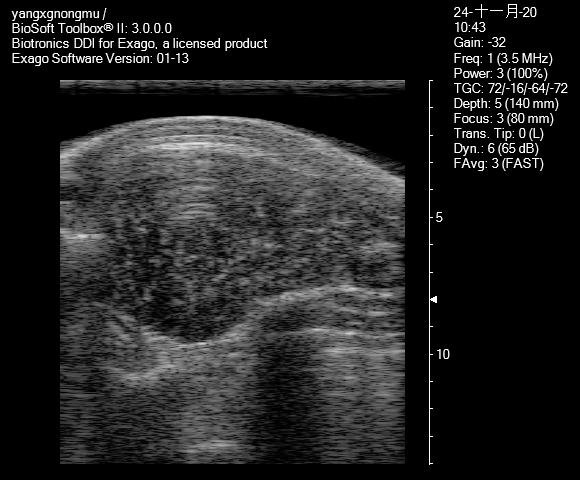 yangxgnongmu /
BioSoft Toolbox® II: 3.0.0.0
Biotronics DDI for Exago, a licensed product
Exago Software Version: 01-13
24-十一月-20
10:43
Gain: -32
Freq: 1 (3.5 MHz)
Power: 3 (100%)
TGC: 72/-16/-64/-72
Depth: 5 (140 mm)
Focus: 3 (80 mm)
Trans. Tip: 0 (L)
Dyn.: 6 (65 dB)
FAvg: 3 (FAST)
5
10